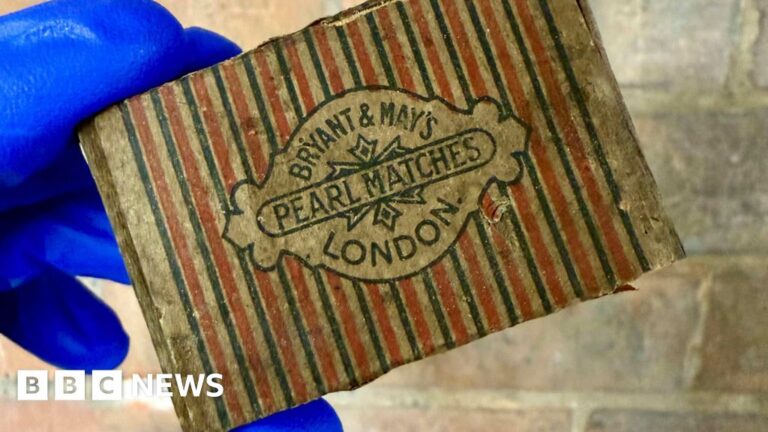 BRYANT & MAY'S
PEARL MATCHES
LONDON.
BBC NEWS